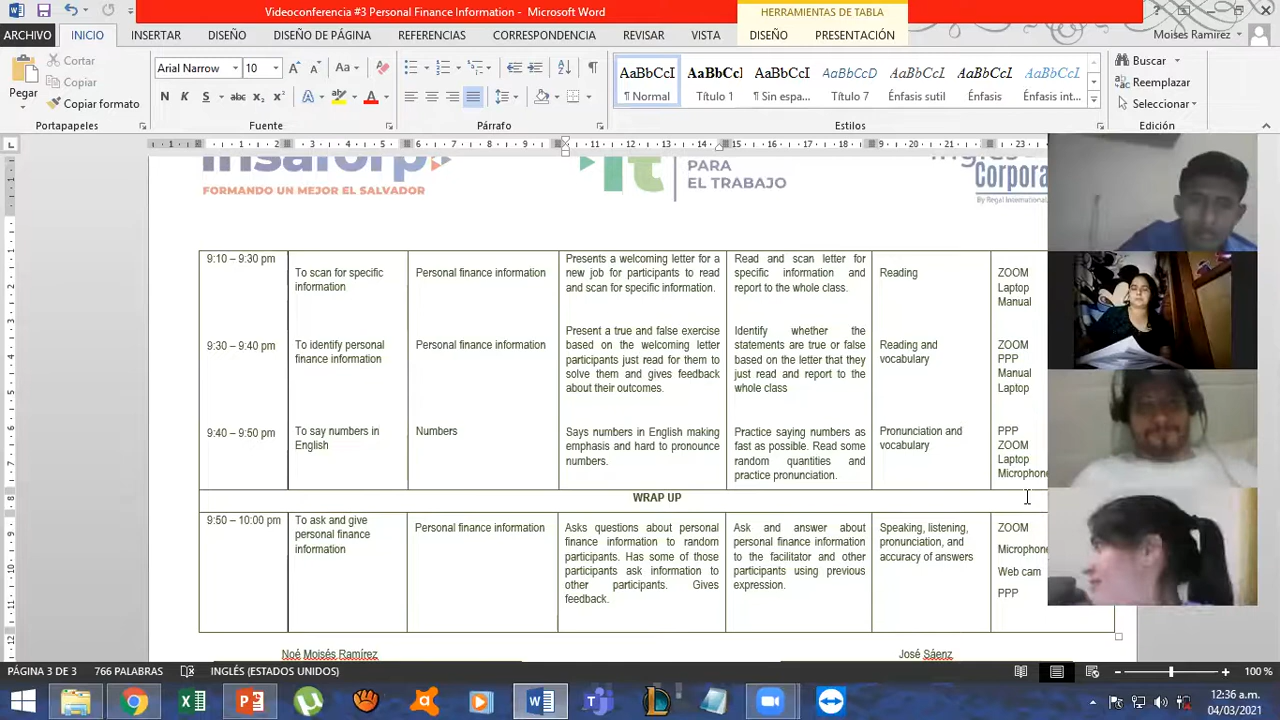 Videoconferencia #3 Personal Finance Information - Microsoft Word
HERRAMIENTAS DE TABLA
ARCHIVO INICIO INSERTAR DISEÑO DISEÑO DE PÁGINA REFERENCIAS CORRESPONDENCIA REVISAR VISTA DISEÑO PRESENTACIÓN
Moises Ramirez
Pegar
Cortar
Copiar
Copiar formato
Portapapeles
Arial Narrow 10
N K S abc x₂ x²
Fuente
Párrafo
AaBbCcI AaBbCcI AaBbCcI AaBbCcD AaBbCcI AaBbCcI AaBbCcI
¶ Normal Título 1 ¶ Sin espa... Título 7 Énfasis sutil Énfasis Énfasis int...
Estilos
Buscar
Reemplazar
Seleccionar
Edición
insaforp
FORMANDO UN MEJOR EL SALVADOR
PARA
EL TRABAJO
Corpora
By Regal International,
9:10 – 9:30 pm
To scan for specific
information
Personal finance information
Presents a welcoming letter for a
new job for participants to read
and scan for specific information.
Read and scan letter for
specific information and
report to the whole class.
Reading
ZOOM
Laptop
Manual
9:30 – 9:40 pm
To identify personal
finance information
Personal finance information
Present a true and false exercise
based on the welcoming letter
participants just read for them to
solve them and gives feedback
about their outcomes.
Identify whether the
statements are true or false
based on the letter that they
just read and report to the
whole class
Reading and
vocabulary
ZOOM
PPP
Manual
Laptop
9:40 – 9:50 pm
To say numbers in
English
Numbers
Says numbers in English making
emphasis and hard to pronounce
numbers.
Practice saying numbers as
fast as possible. Read some
random quantities and
practice pronunciation.
Pronunciation and
vocabulary
PPP
ZOOM
Laptop
Microphone
WRAP UP
9:50 – 10:00 pm
To ask and give
personal finance
information
Personal finance information
Asks questions about personal
finance information to random
participants. Has some of those
participants ask information to
other participants. Gives
feedback.
Ask and answer about
personal finance information
to the facilitator and other
participants using previous
expression.
Speaking, listening,
pronunciation, and
accuracy of answers
ZOOM
Microphone
Web cam
PPP
Noé Moisés Ramírez
José Sáenz
PÁGINA 3 DE 3 766 PALABRAS INGLÉS (ESTADOS UNIDOS) 100 %
12:36 a.m.
04/03/2021